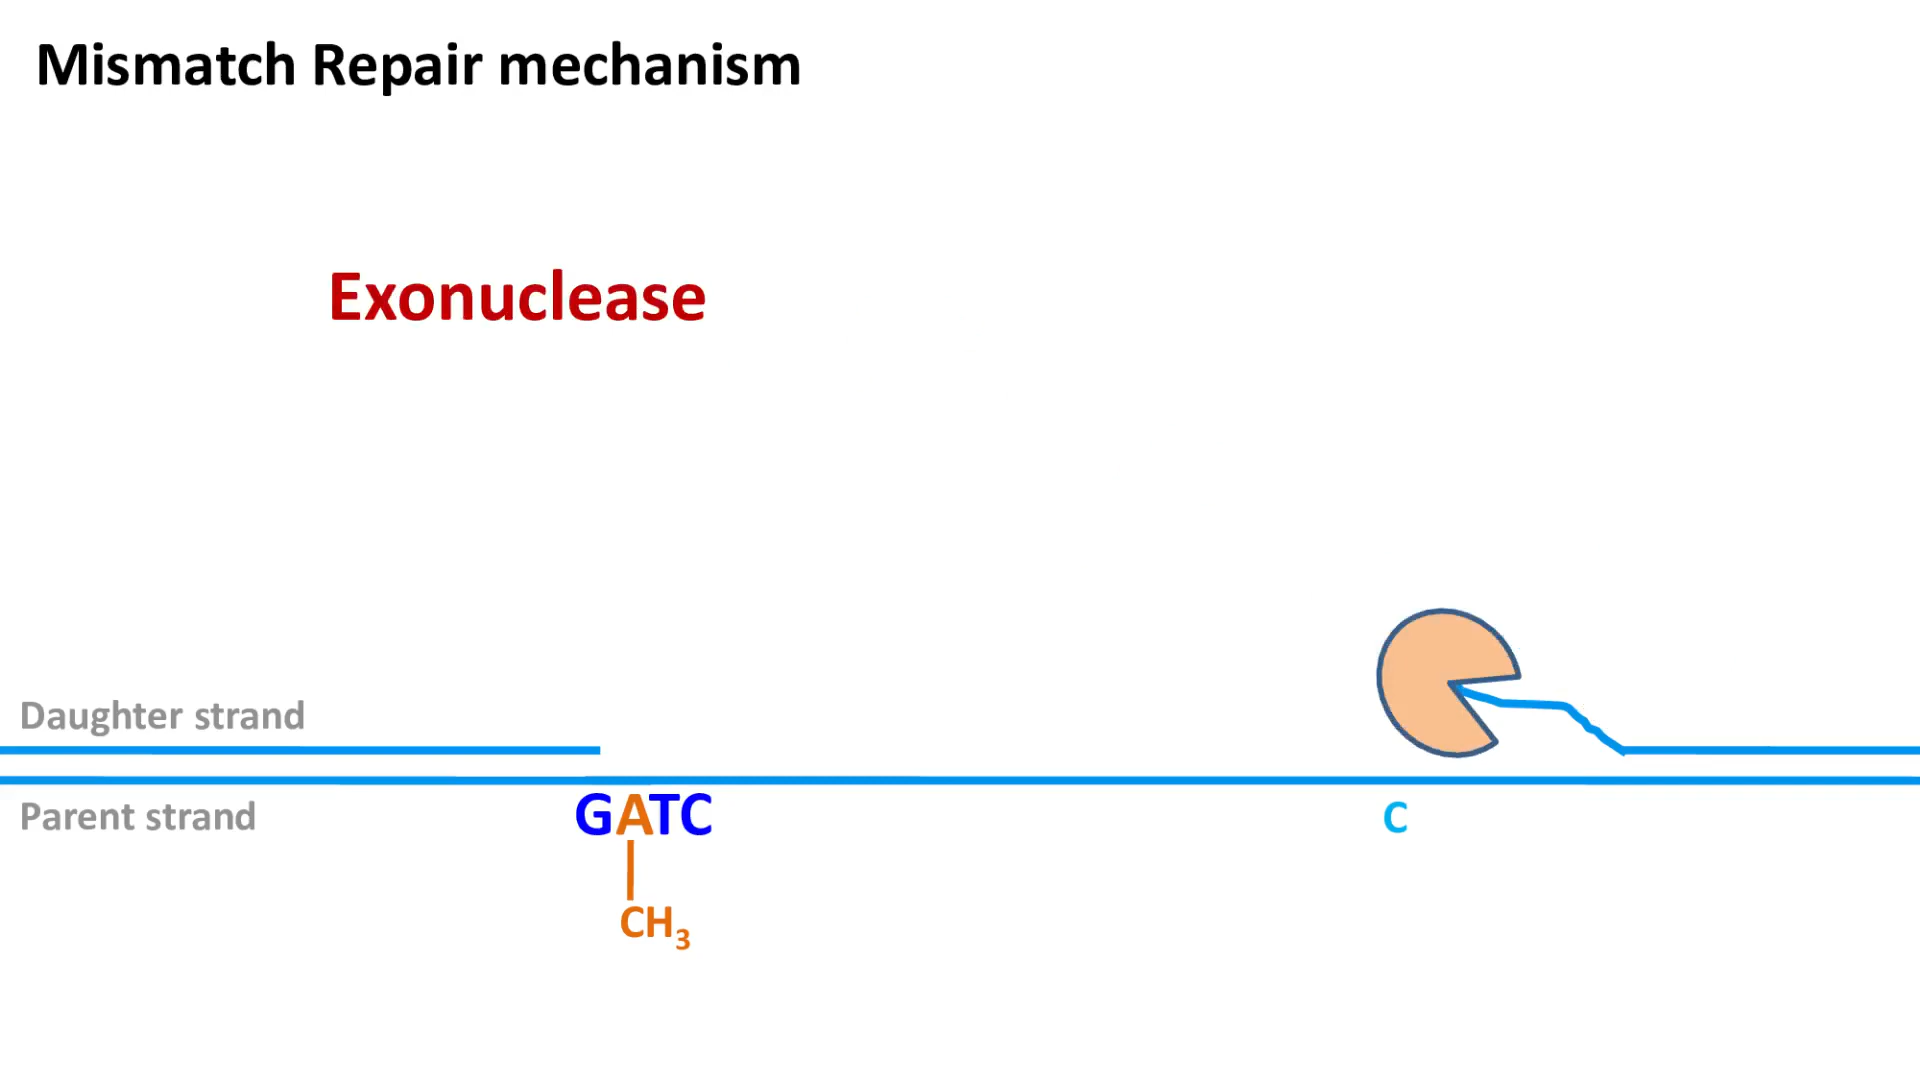 Mismatch Repair mechanism
Exonuclease
Daughter strand
Parent strand
GATC
C
CH₃